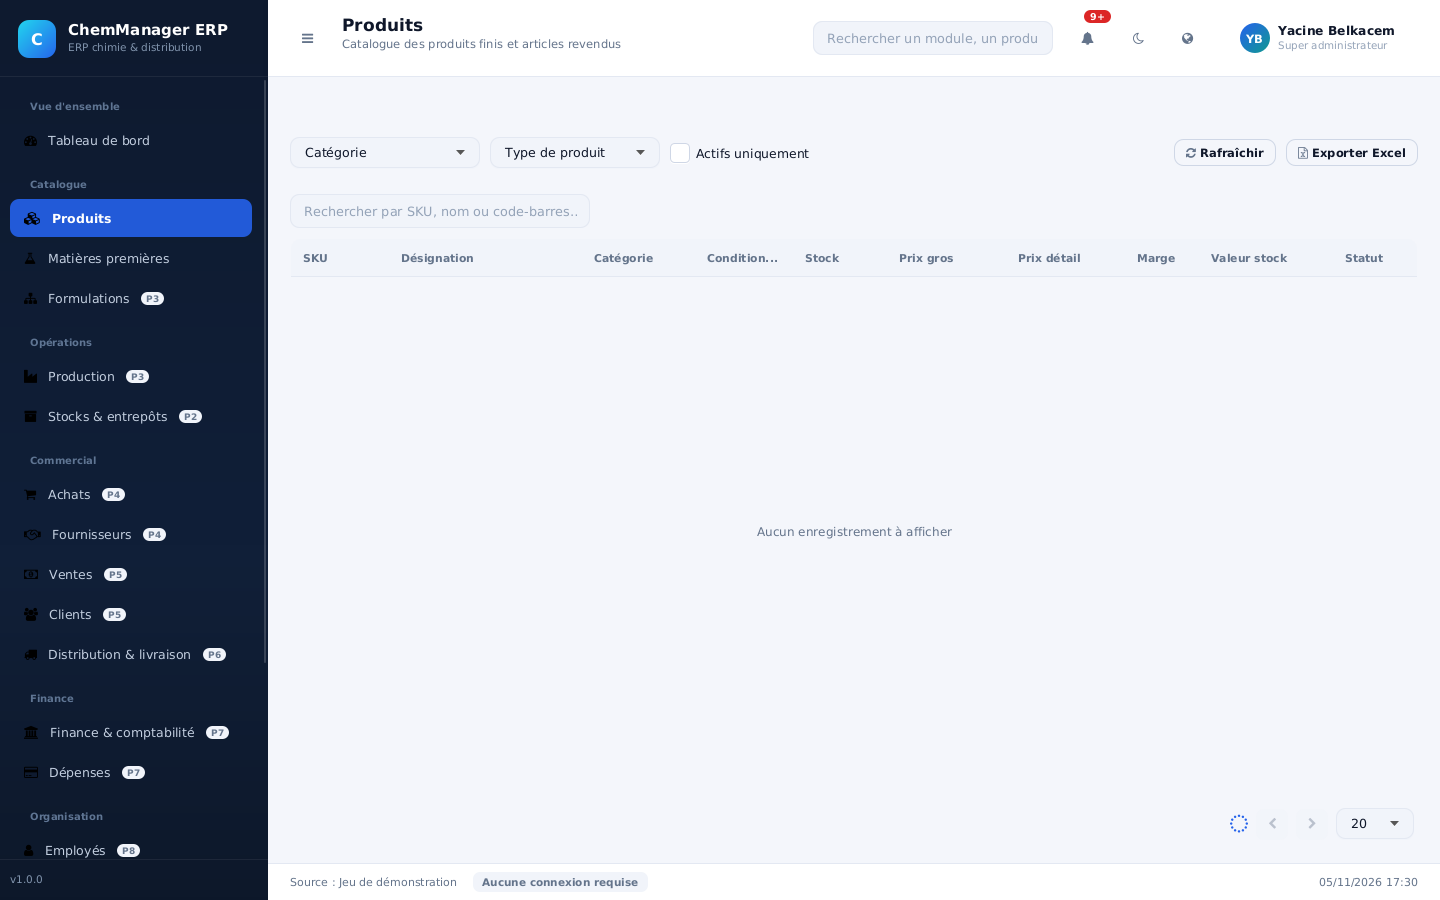 C
ChemManager ERP
ERP chimie & distribution
Vue d'ensemble
Tableau de bord
Catalogue
Produits
Matières premières
Formulations P3
Opérations
Production P3
Stocks & entrepôts P2
Commercial
Achats P4
Fournisseurs P4
Ventes P5
Clients P5
Distribution & livraison P6
Finance
Finance & comptabilité P7
Dépenses P7
Organisation
Employés P8
v1.0.0
Produits
Catalogue des produits finis et articles revendus
Rechercher un module, un produ
9+
YB
Yacine Belkacem
Super administrateur
Catégorie
Type de produit
Actifs uniquement
Rafraîchir
Exporter Excel
Rechercher par SKU, nom ou code-barres..
SKU Désignation Catégorie Condition... Stock Prix gros Prix détail Marge Valeur stock Statut
Aucun enregistrement à afficher
20
Source : Jeu de démonstration
Aucune connexion requise
05/11/2026 17:30